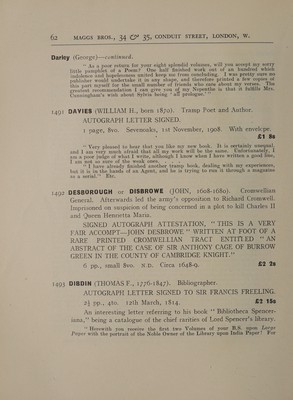 62 MAGGS BROS., 34 & 35, CONDUIT STREET, LONDON, W.
Darley (George)—continued.
" As a poor return for your eight splendid volumes, will you accept my sorry
little pamphlet of a Poem? One half finished work out of an hundred which
indolence and hopelessness united keep me from concluding. I was pretty sure no
publisher would undertake it on any shape, and therefore printed a few copies of
this part myself for the small number of friends who care about my verses. The
greatest recommendation I can give you of my Nepenthe is that it fulfils Mrs.
Cunningham's wish about Sylvia being "all prologue."
1491 DAVIES (WILLIAM H., born 1870). Tramp Poet and Author.
AUTOGRAPH LETTER SIGNED.
1 page, 8vo. Sevenoaks, 1st November, 1908. With envelope.
£1 8s
" Very pleased to hear that you like my new book. It is certainly unequal,
and I am very much afraid that all my work will be the same. Unfortunately, I
am a poor judge of what I write, although I know when I have written a good line,
I am not so sure of the weak ones.
" I have already finished another tramp book, dealing with my experiences,
but it is in the hands of an Agent, and he is trying to run it through a magazine
as a serial." Etc.
1492 DESBOROUGH or DISBROWE (JOHN, 1608-1680). Cromwellian
General. Afterwards led the army's opposition to Richard Cromwell.
Imprisoned on suspicion of being concerned in a plot to kill Charles II
and Queen Henrietta Maria.
SIGNED AUTOGRAPH ATTESTATION, " THIS IS A VERY
FAIR ACCOMPT—JOHN DESBROWE " WRITTEN AT FOOT OF A
RARE PRINTED CROMWELLIAN TRACT ENTITLED " AN
ABSTRACT OF THE CASE OF SIR ANTHONY CAGE OF BURROW
GREEN IN THE COUNTY OF CAMBRIDGE KNIGHT."
6 pp., small 8vo. N.D. Circa 1648-9. £2 2s
1493 DIBDIN (THOMAS F., 1776-1847). Bibliographer.
AUTOGRAPH LETTER SIGNED TO SIR FRANCIS FREELING.
2½ pp., 4to. 12th March, 1814. £2 18s
An interesting letter referring to his book " Bibliotheca Spencer-
iana," being a catalogue of the chief rarities of Lord Spencer's library.
" Herewith you receive the first two Volumes of your B.S. upon Large
Paper with the portrait of the Noble Owner of the Library upon India Paper! For